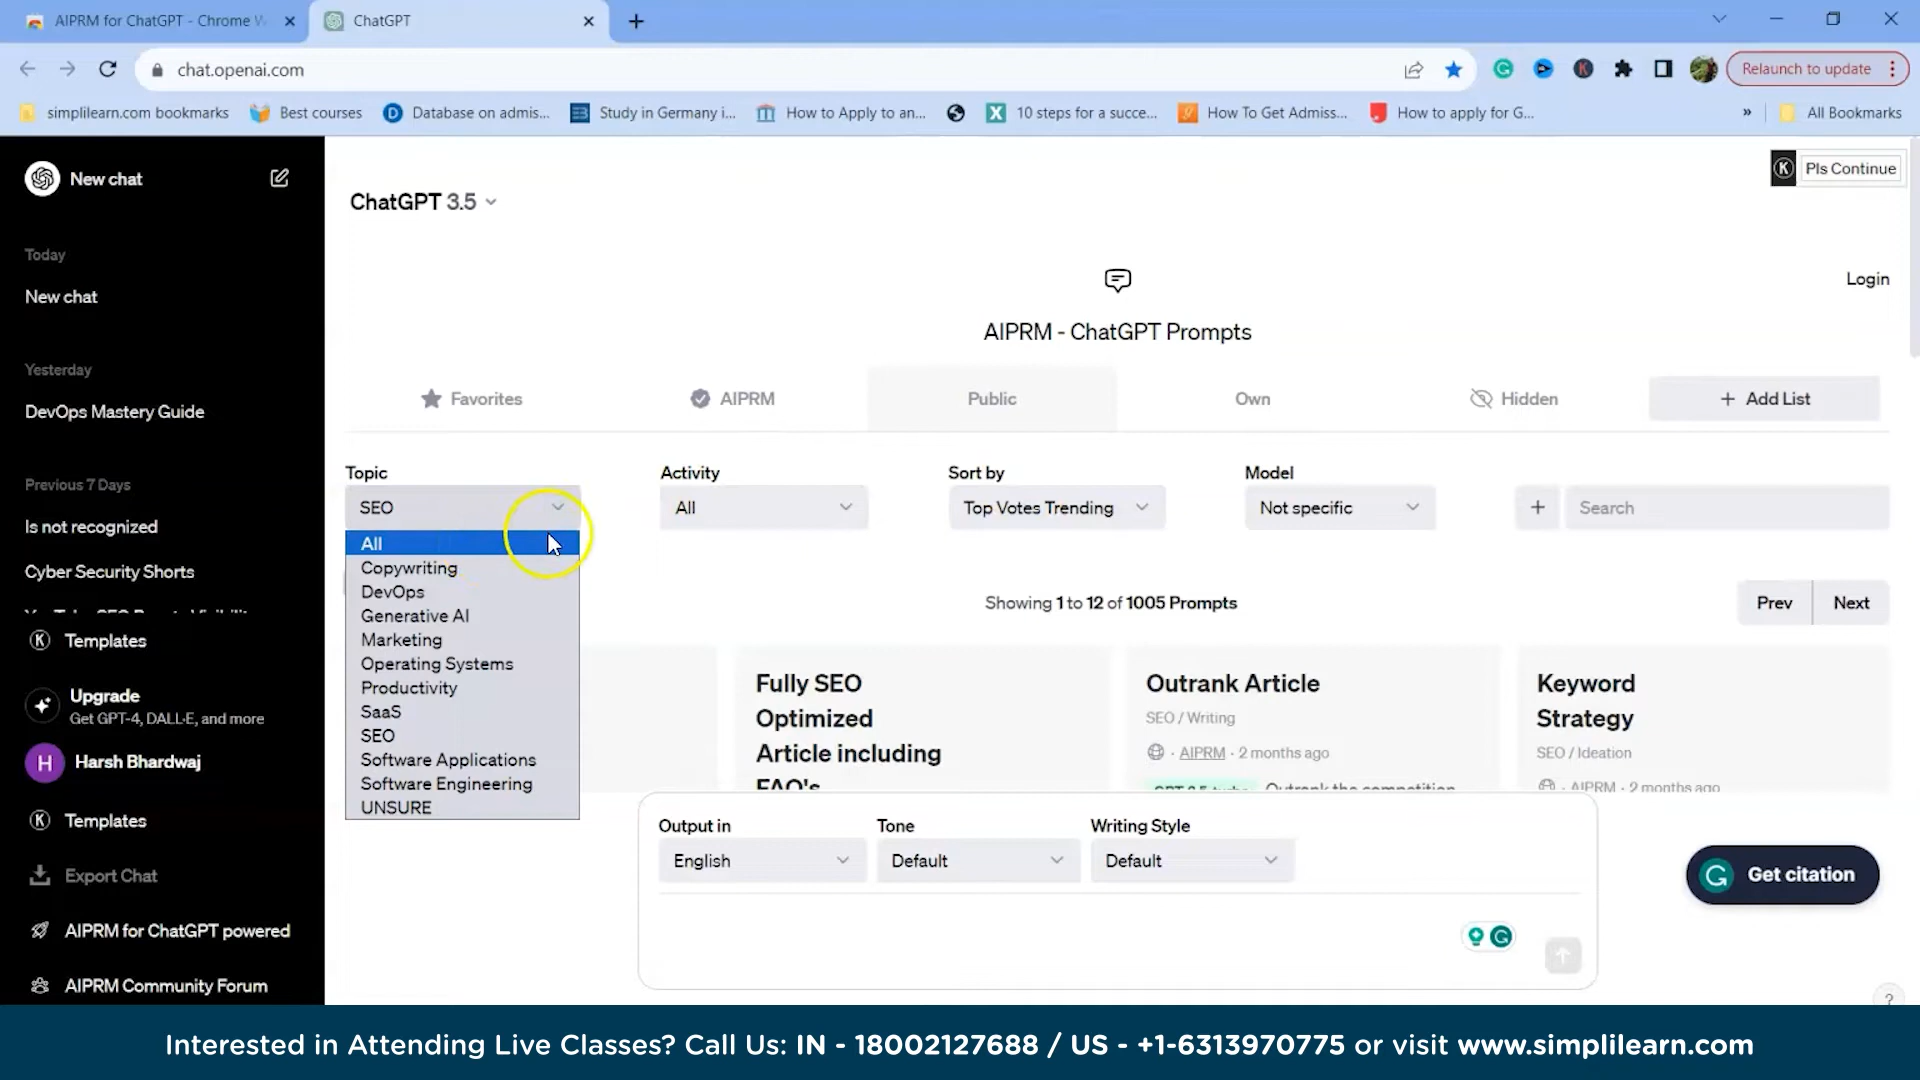 AIPRM for ChatGPT - Chrome W
ChatGPT
chat.openai.com
Relaunch to update
simplilearn.com bookmarks
Best courses
Database on admis...
Study in Germany i...
How to Apply to an...
10 steps for a succe...
How To Get Admiss...
How to apply for G...
All Bookmarks
New chat
Today
New chat
Yesterday
DevOps Mastery Guide
Previous 7 Days
Is not recognized
Cyber Security Shorts
Templates
Upgrade
Get GPT-4, DALL·E, and more
H
Harsh Bhardwaj
Templates
Export Chat
AIPRM for ChatGPT powered
AIPRM Community Forum
ChatGPT 3.5
Pls Continue
Login
AIPRM - ChatGPT Prompts
Favorites
AIPRM
Public
Own
Hidden
+ Add List
Topic
SEO
All
Copywriting
DevOps
Generative AI
Marketing
Operating Systems
Productivity
SaaS
SEO
Software Applications
Software Engineering
UNSURE
Activity
All
Sort by
Top Votes Trending
Model
Not specific
+
Search
Showing 1 to 12 of 1005 Prompts
Prev
Next
Fully SEO
Optimized
Article including
FAQ's
Outrank Article
SEO / Writing
· AIPRM · 2 months ago
Outrank the competition
Keyword
Strategy
SEO / Ideation
· AIPRM · 2 months ago
Output in
English
Tone
Default
Writing Style
Default
Get citation
?
Interested in Attending Live Classes? Call Us: IN - 18002127688 / US - +1-6313970775 or visit www.simplilearn.com